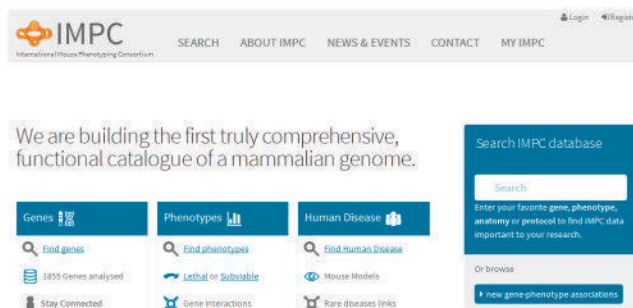 Login Regist
IMPC
International Mouse Phenotyping Consortium
SEARCH ABOUT IMPC NEWS & EVENTS CONTACT MY IMPC
We are building the first truly comprehensive,
functional catalogue of a mammalian genome.
Search IMPC database
Search
Enter your favorite gene, phenotype,
anatomy or protocol to find IMPC data
important to your research.
Or browse
new gene-phenotype associations
Genes
Find genes
1855 Genes analysed
Stay Connected
Phenotypes
Find phenotypes
Lethal or Subviable
Gene Interactions
Human Disease
Find Human Disease
Mouse Models
Rare diseases links